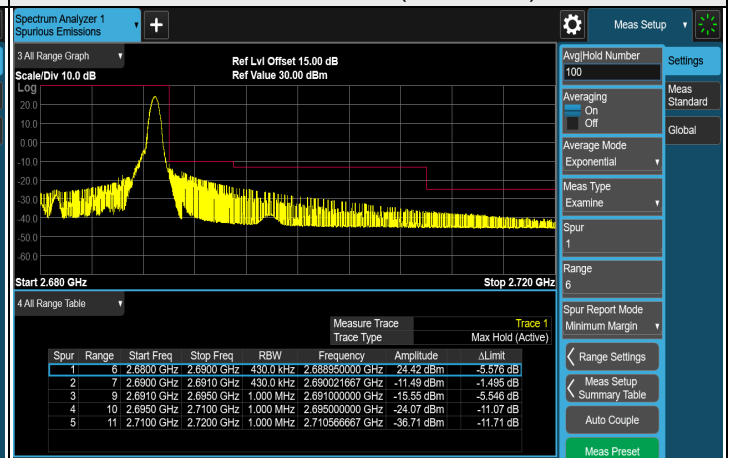 Spectrum Analyzer 1
Spurious Emissions
Meas Setup
3 All Range Graph
Ref Lvl Offset 15.00 dB
Scale/Div 10.0 dB
Ref Value 30.00 dBm
Log
20.0
10.0
0.00
-10.0
-20.0
-30.0
-40.0
-50.0
-60.0
Start 2.680 GHz
Stop 2.720 GHz
4 All Range Table
Measure Trace Trace 1
Trace Type Max Hold (Active)
Spur Range Start Freq Stop Freq RBW Frequency Amplitude ΔLimit
1 6 2.6800 GHz 2.6900 GHz 430.0 kHz 2.688950000 GHz 24.42 dBm -5.576 dB
2 7 2.6900 GHz 2.6910 GHz 430.0 kHz 2.690021667 GHz -11.49 dBm -1.495 dB
3 9 2.6910 GHz 2.6950 GHz 1.000 MHz 2.691000000 GHz -15.55 dBm -5.546 dB
4 10 2.6950 GHz 2.7100 GHz 1.000 MHz 2.695000000 GHz -24.07 dBm -11.07 dB
5 11 2.7100 GHz 2.7200 GHz 1.000 MHz 2.710566667 GHz -36.71 dBm -11.71 dB
Avg|Hold Number
100
Averaging
On
Off
Average Mode
Exponential
Meas Type
Examine
Spur
1
Range
6
Spur Report Mode
Minimum Margin
Range Settings
Meas Setup
Summary Table
Auto Couple
Meas Preset
Settings
Meas
Standard
Global